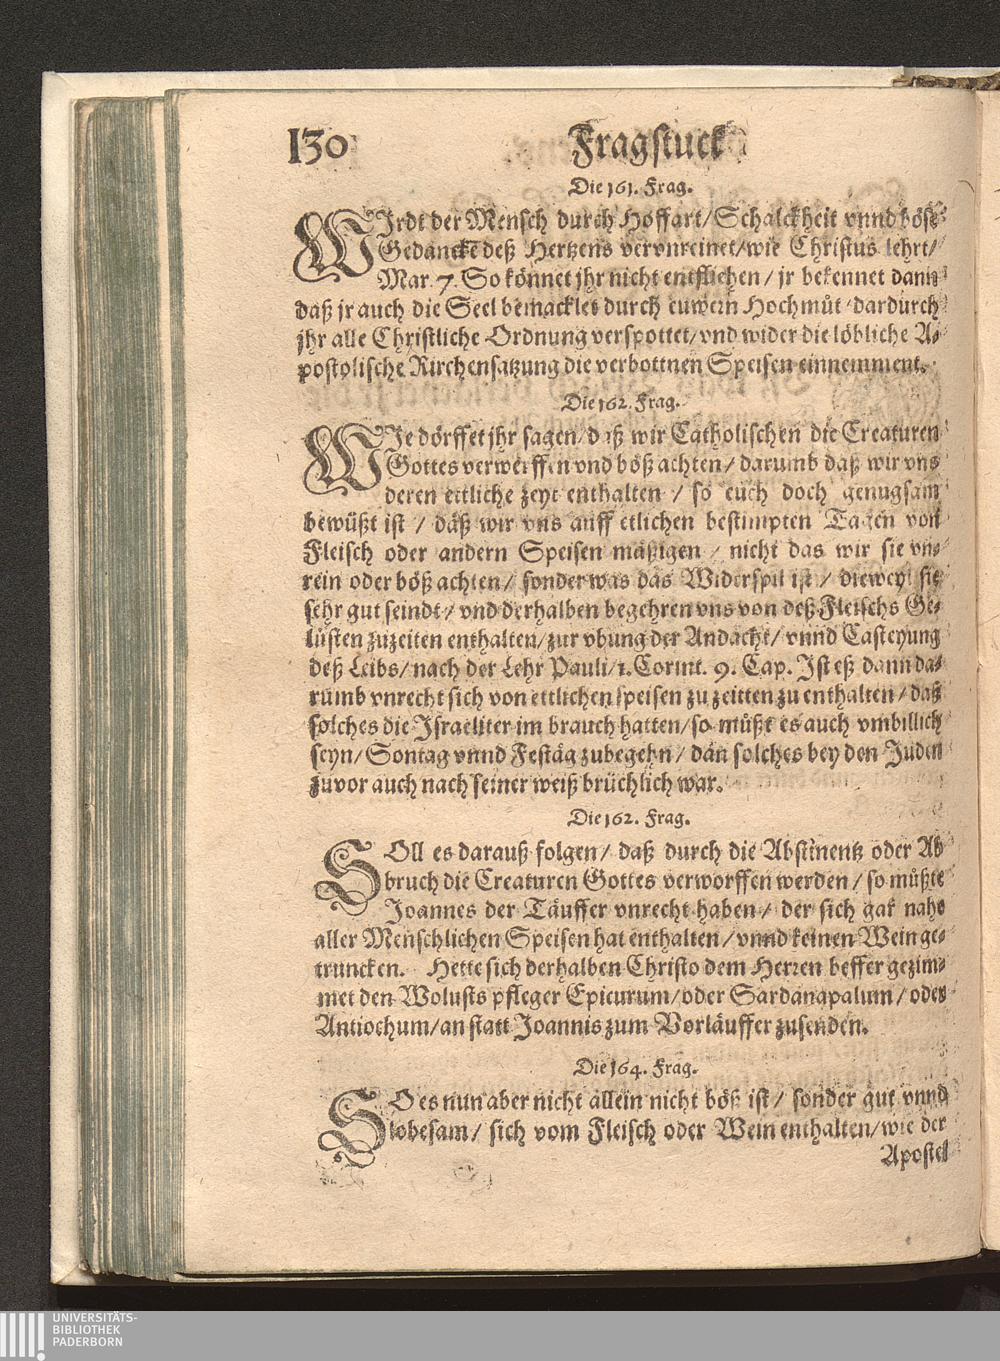 130 Fragstuck
Die 161. Frag.
WIrdt der Mensch durch Hoffart/ Schalckheit vnnd böse
Gedanckē deß Hertzens vervnreinet/ wie Christus lehrt/
Mar. 7. So könnet jhr nicht entfliehen/ jr bekennet dann
daß jr auch die Seel bemacklet durch euwern Hochmůt/ dardurch
jhr alle Christliche Ordnung verspottet/ vnd wider die löbliche A-
postolische Kirchensatzung die verbottnen Speisen einnemment.
Die 162. Frag.
WIe dörffet jhr sagen/ daß wir Catholischen die Creaturen
Gottes verwerffen vnd böß achten/ darumb daß wir vns
deren ettliche zeyt enthalten/ so euch doch genugsam
bewüßt ist/ daß wir vns auff etlichen bestimpten Tagen von
Fleisch oder andern Speisen mässigen/ nicht das wir sie vn-
rein oder böß achten/ sonder was das Widerspil ist/ dieweyl sie
sehr gut seindt/ vnd derhalben begehren vns von deß Fleischs Ge-
lüsten zuzeiten enthalten/ zur vbung der Andacht/ vnnd Casteyung
deß Leibs/ nach der Lehr Pauli/ 1. Corint. 9. Cap. Ist eß dann da-
rumb vnrecht sich von ettlichen speisen zu zeitten zu enthalten/ daß
solches die Israeliter im brauch hatten/ so müßt es auch vmbillich
seyn/ Sontag vnnd Festäg zubegehn/ dañ solches bey den Juden
zuvor auch nach seiner weiß brüchlich war.
Die 162. Frag.
SOll es darauß folgen/ daß durch die Abstinentz oder Ab
bruch die Creaturen Gottes verworffen werden/ so müßte
Joannes der Täuffer vnrecht haben/ der sich gar nahe
aller Menschlichen Speisen hat enthalten/ vnnd keinen Wein ge-
truncken. Hette sich derhalben Christo dem Herren besser gezim-
met den Wolusts pfleger Epicurum/ oder Sardanapalum/ oder
Antiochum/ an statt Joannis zum Vorläuffer zusenden.
Die 164. Frag.
SO es nun aber nicht allein nicht böß ist/ sonder gut vnnd
lobesam/ sich vom Fleisch oder Wein enthalten/ wie der
Apostel
UNIVERSITÄTS-
BIBLIOTHEK
PADERBORN